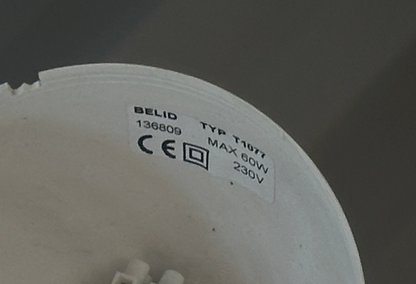 BELID TYP T1077
136809 MAX 60W
CE 230V